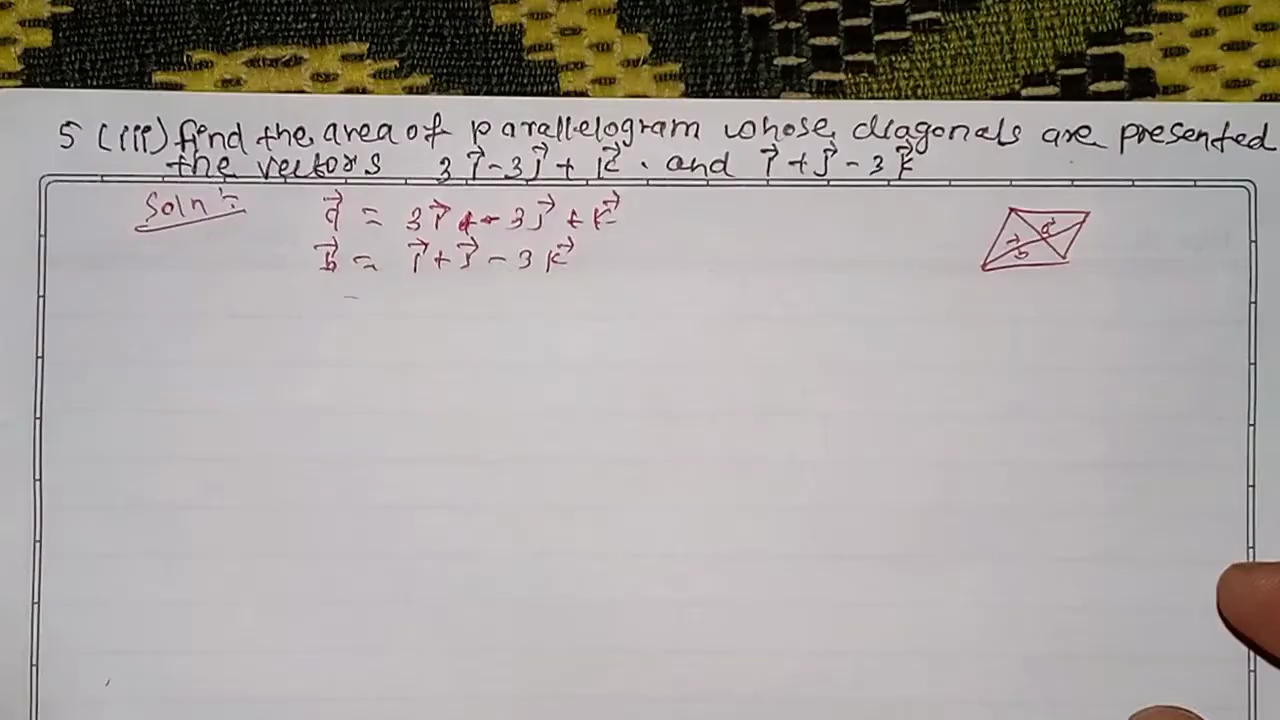 5 (iii) find the area of parallelogram whose diagonals are presented
the vectors 3i⃗ - 3j⃗ + k⃗ . and i⃗ + j⃗ - 3k⃗
Soln :-
a⃗ = 3i⃗ - 3j⃗ + k⃗
b⃗ = i⃗ + j⃗ - 3k⃗
a⃗
b⃗